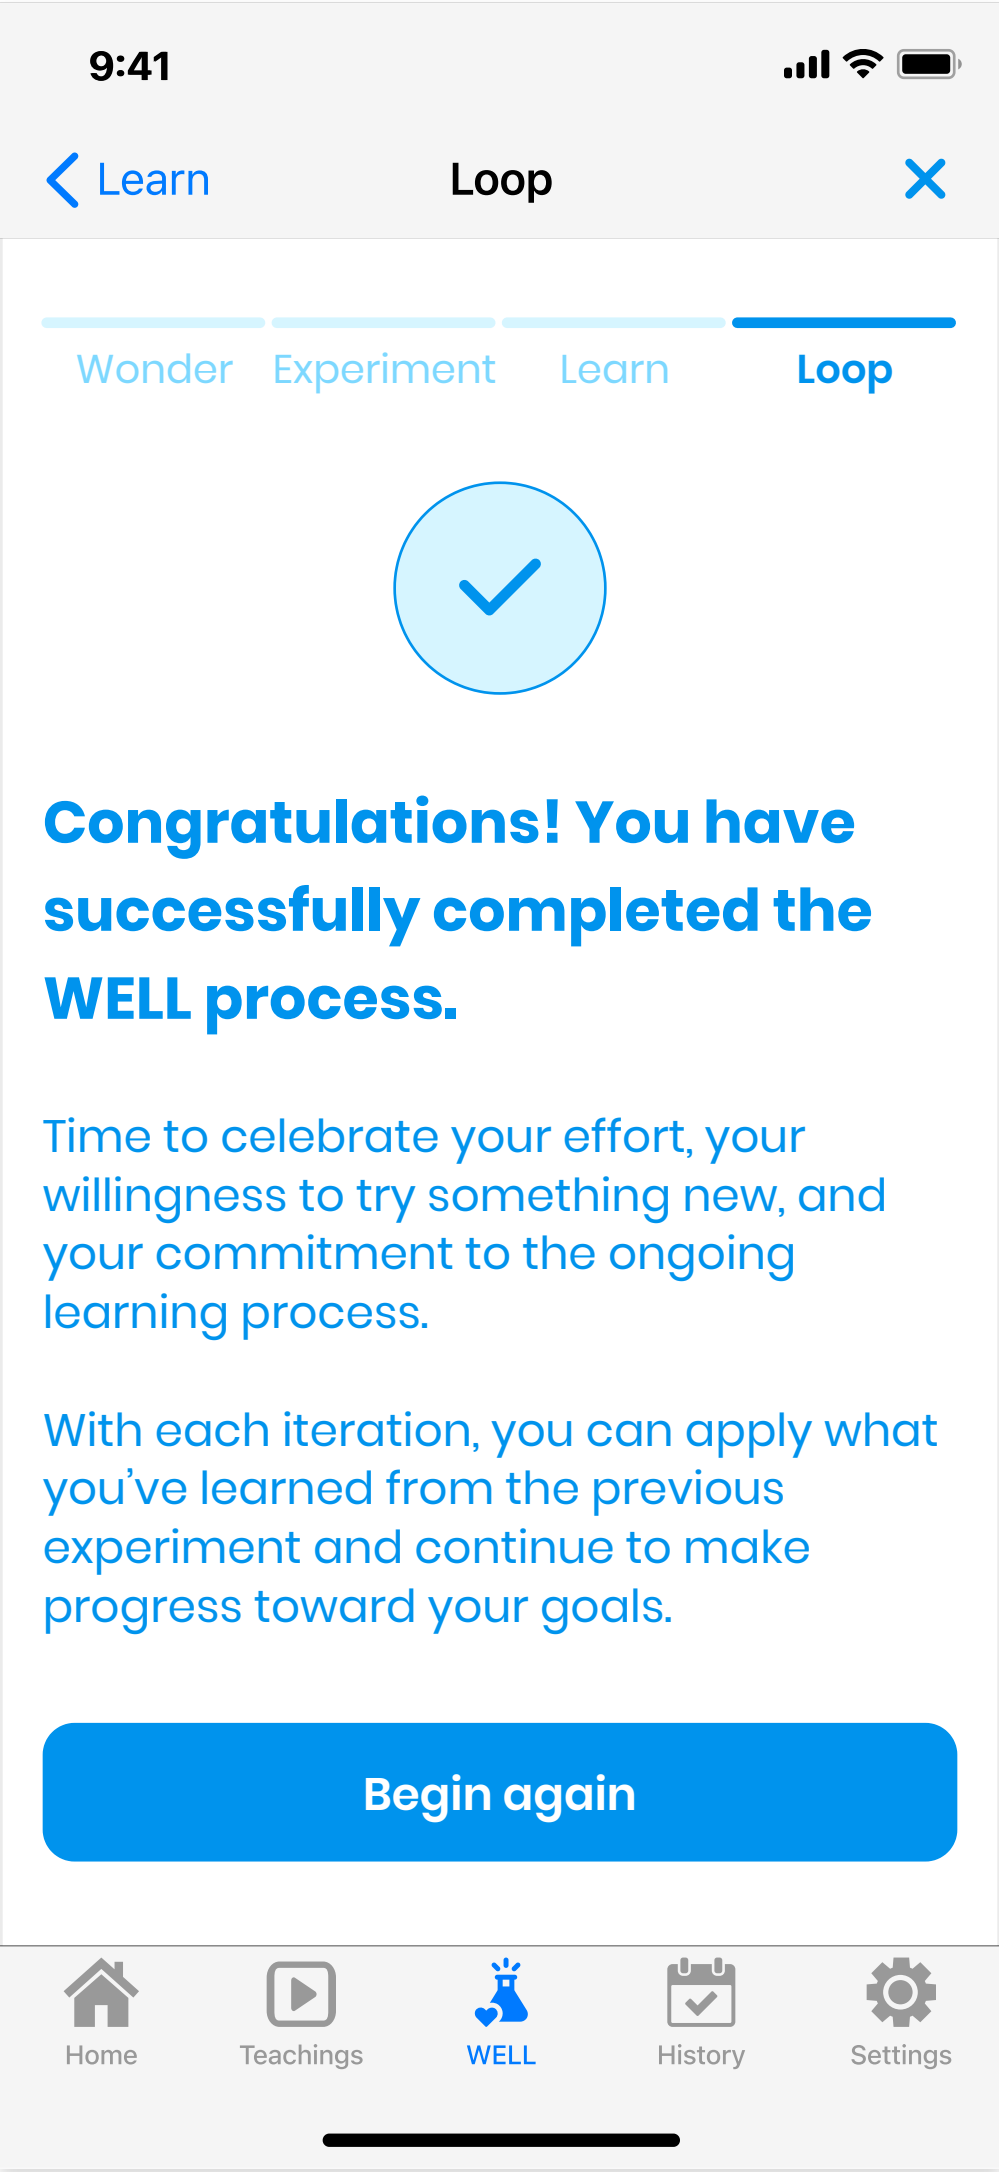 9:41
Learn
Loop
Wonder
Experiment
Learn
Loop
Congratulations! You have
successfully completed the
WELL process.
Time to celebrate your effort, your
willingness to try something new, and
your commitment to the ongoing
learning process.
With each iteration, you can apply what
you’ve learned from the previous
experiment and continue to make
progress toward your goals.
Begin again
Home
Teachings
WELL
History
Settings